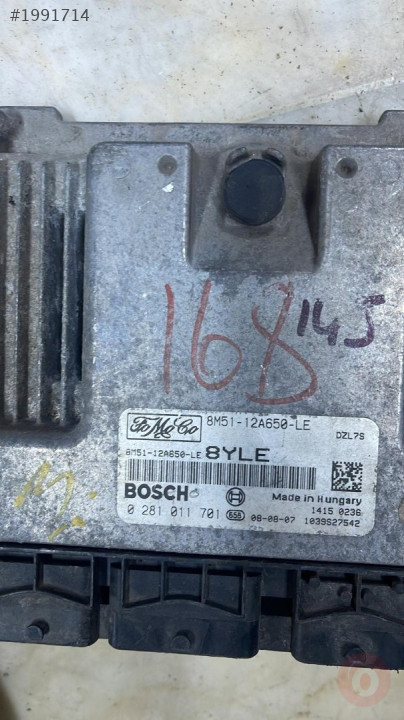 #1991714
168
14J
FoMoCo
8M51-12A650-LE
DZL7S
8M51-12A650-LE 8YLE
BOSCH
Made in Hungary
1415 0236
0 281 011 701 658 08-08-07 1039S27542